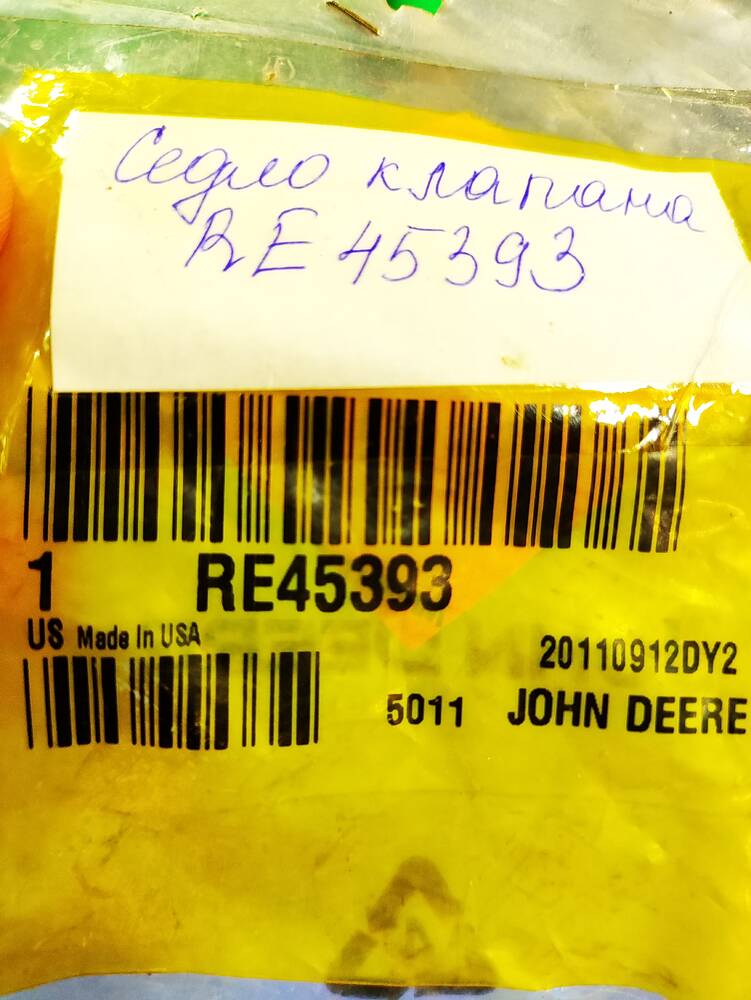 Седло клапана
RE45393
1 RE45393
US Made In USA
20110912DY2
5011 JOHN DEERE